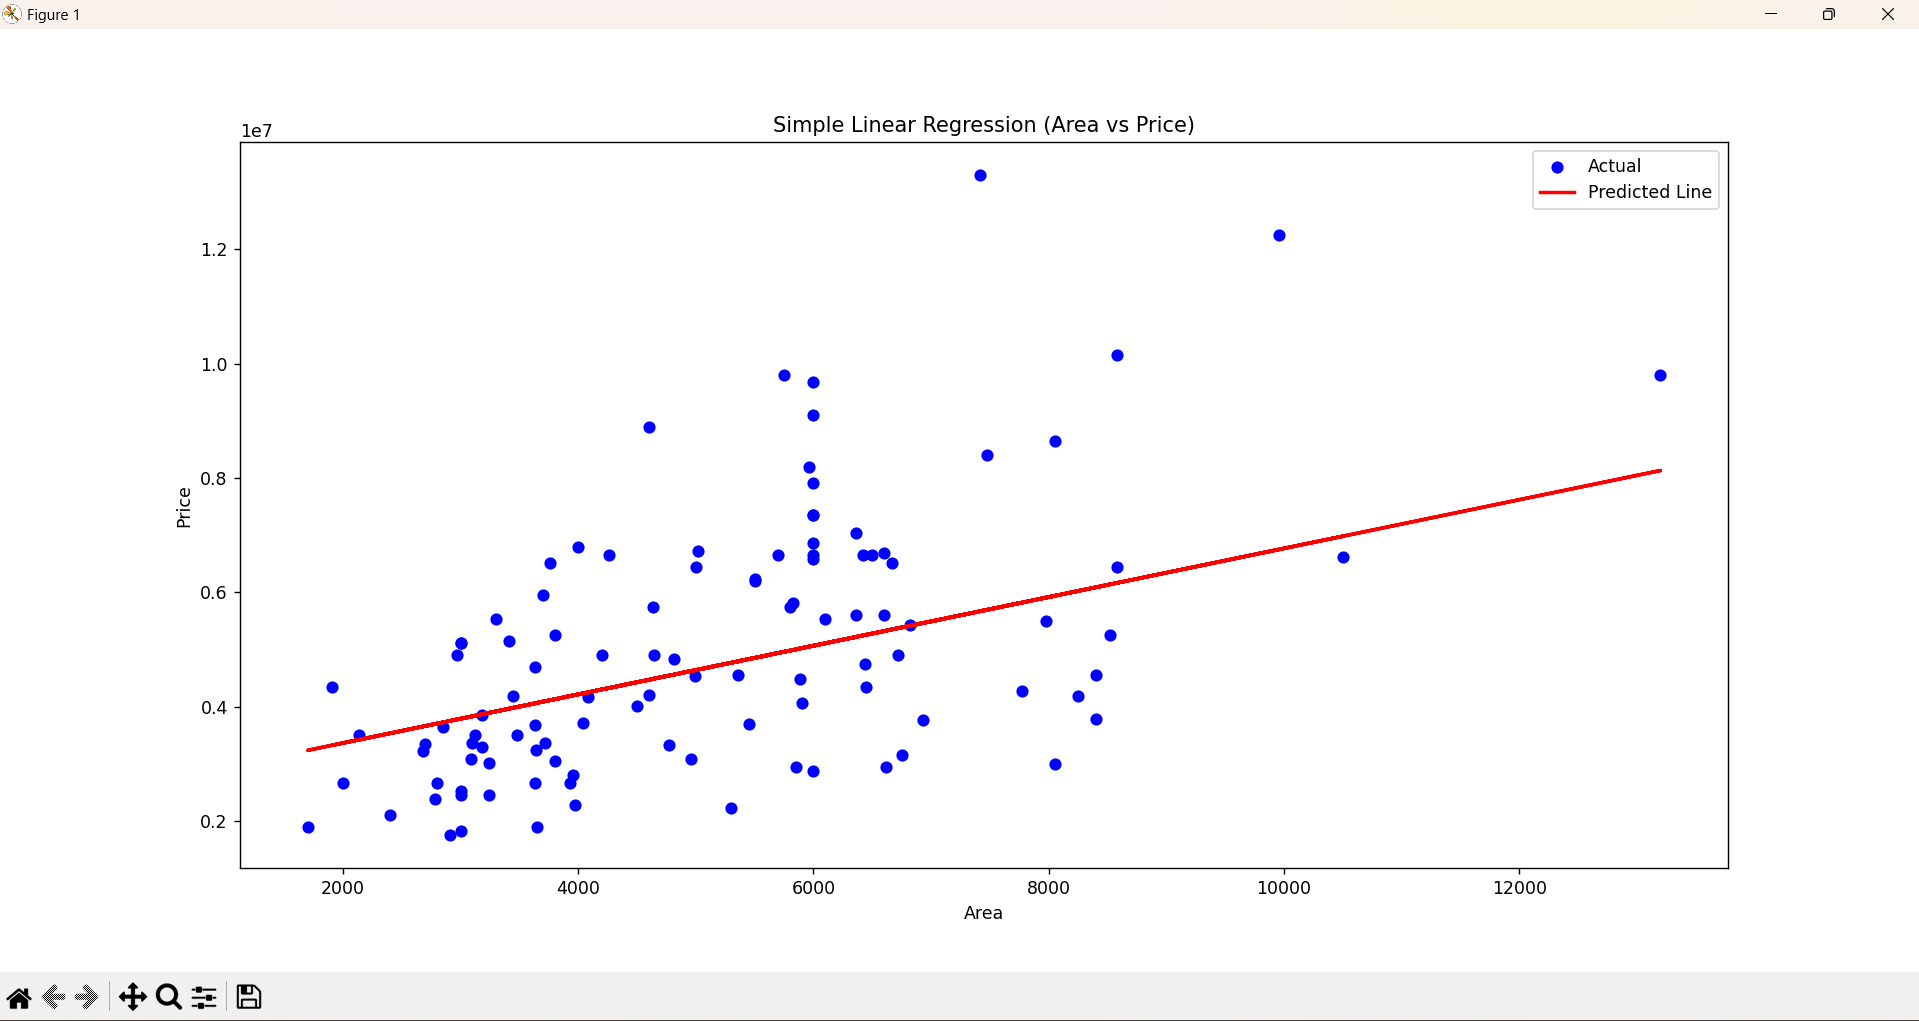 Figure 1
Simple Linear Regression (Area vs Price)
1e7
Actual
Predicted Line
1.2
1.0
0.8
0.6
0.4
0.2
Price
2000 4000 6000 8000 10000 12000
Area